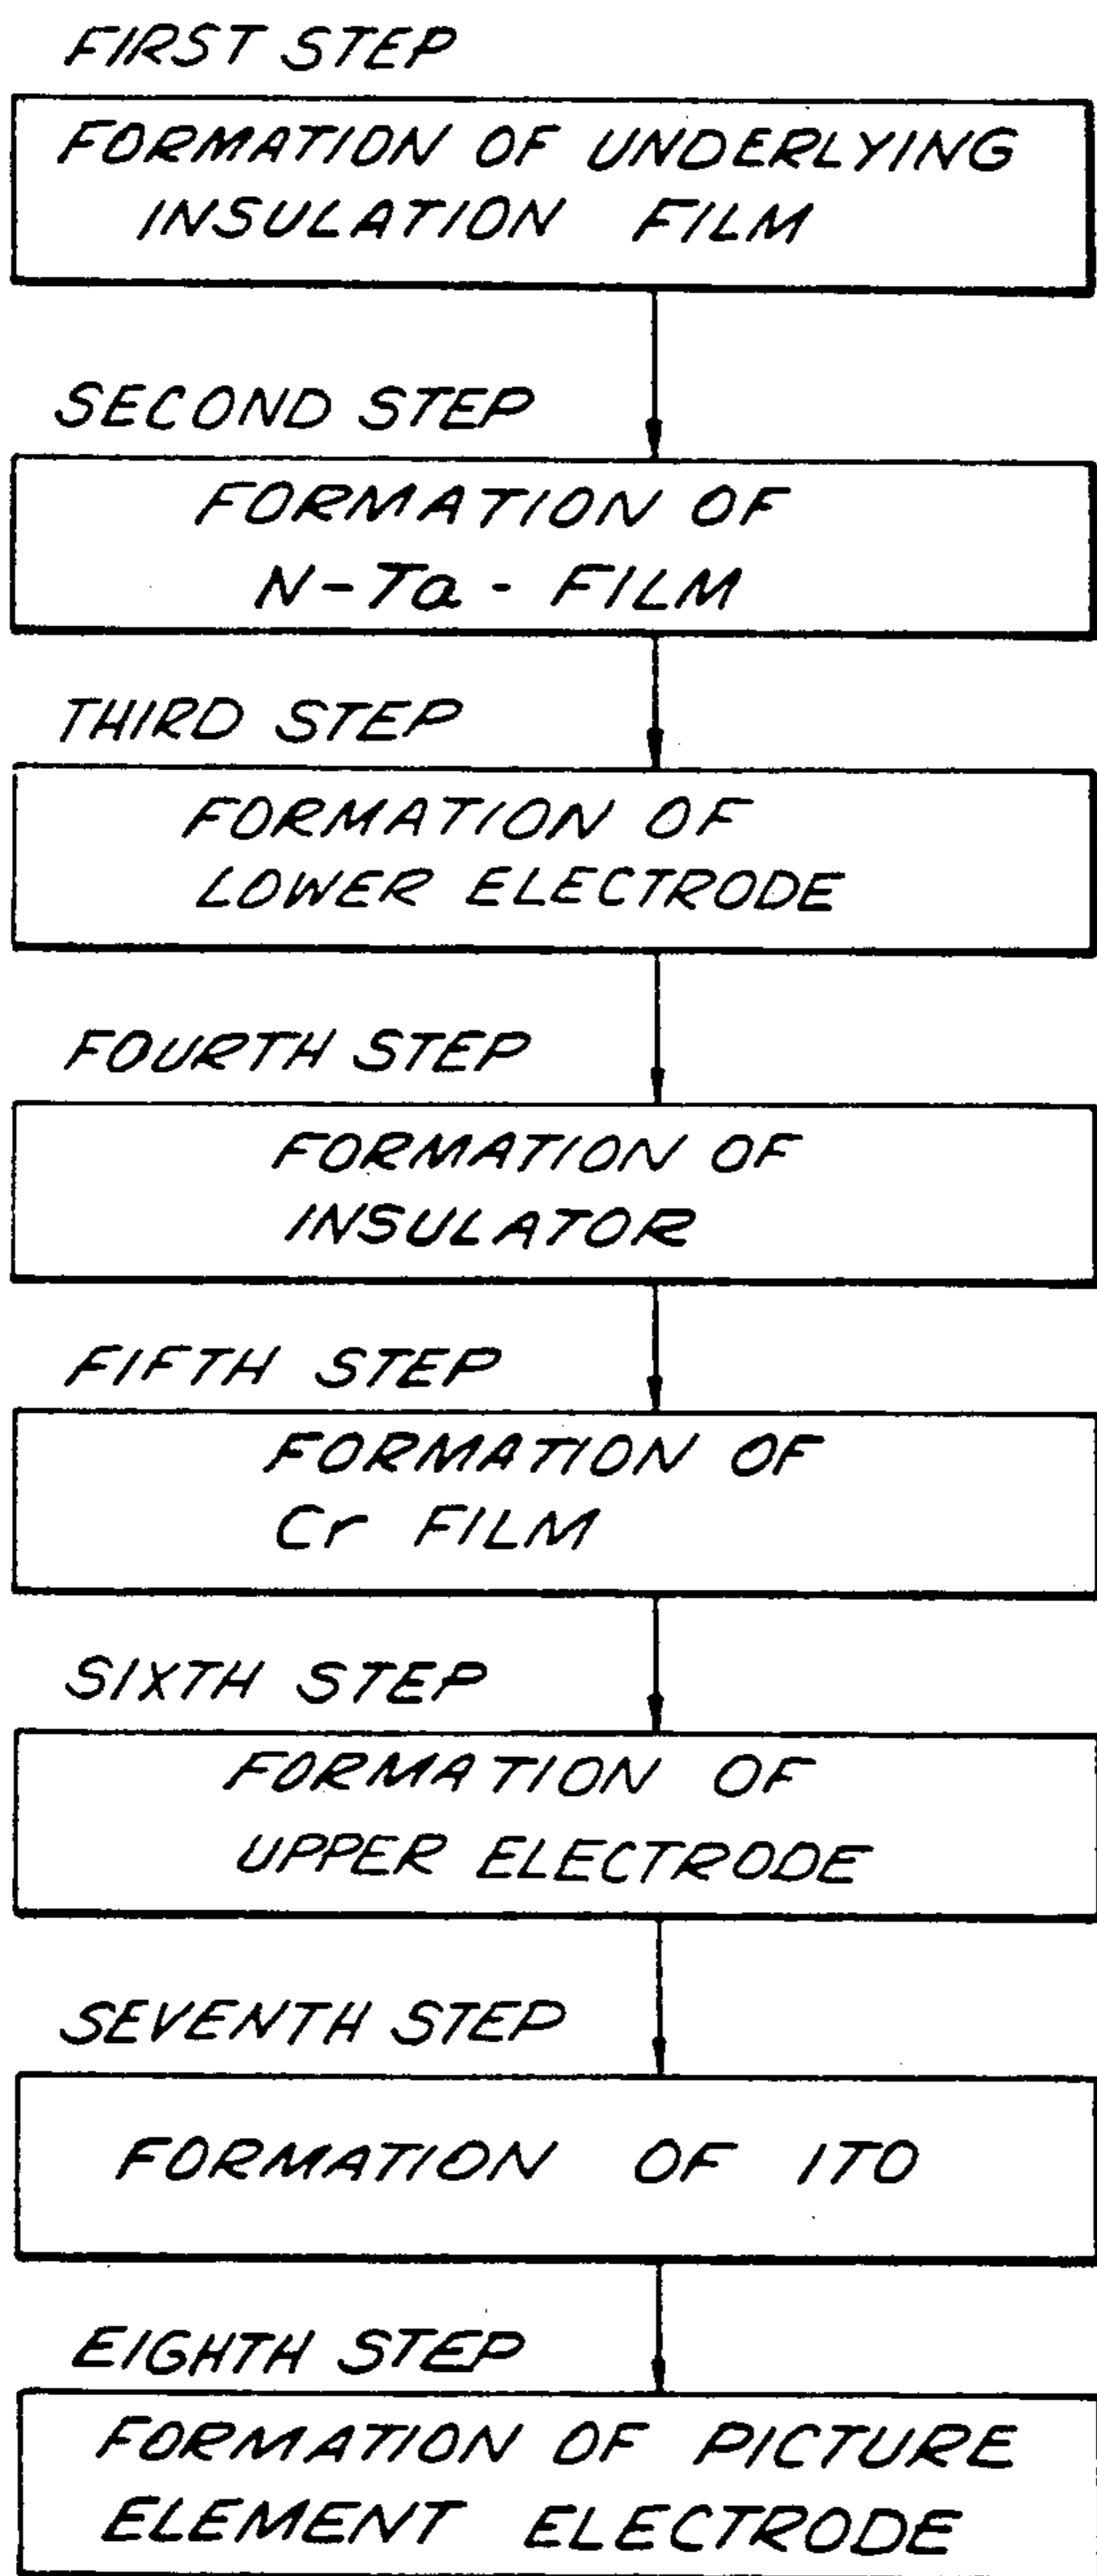 FIRST STEP
FORMATION OF UNDERLYING
INSULATION FILM
SECOND STEP
FORMATION OF
N-Ta-FILM
THIRD STEP
FORMATION OF
LOWER ELECTRODE
FOURTH STEP
FORMATION OF
INSULATOR
FIFTH STEP
FORMATION OF
Cr FILM
SIXTH STEP
FORMATION OF
UPPER ELECTRODE
SEVENTH STEP
FORMATION OF ITO
EIGHTH STEP
FORMATION OF PICTURE
ELEMENT ELECTRODE